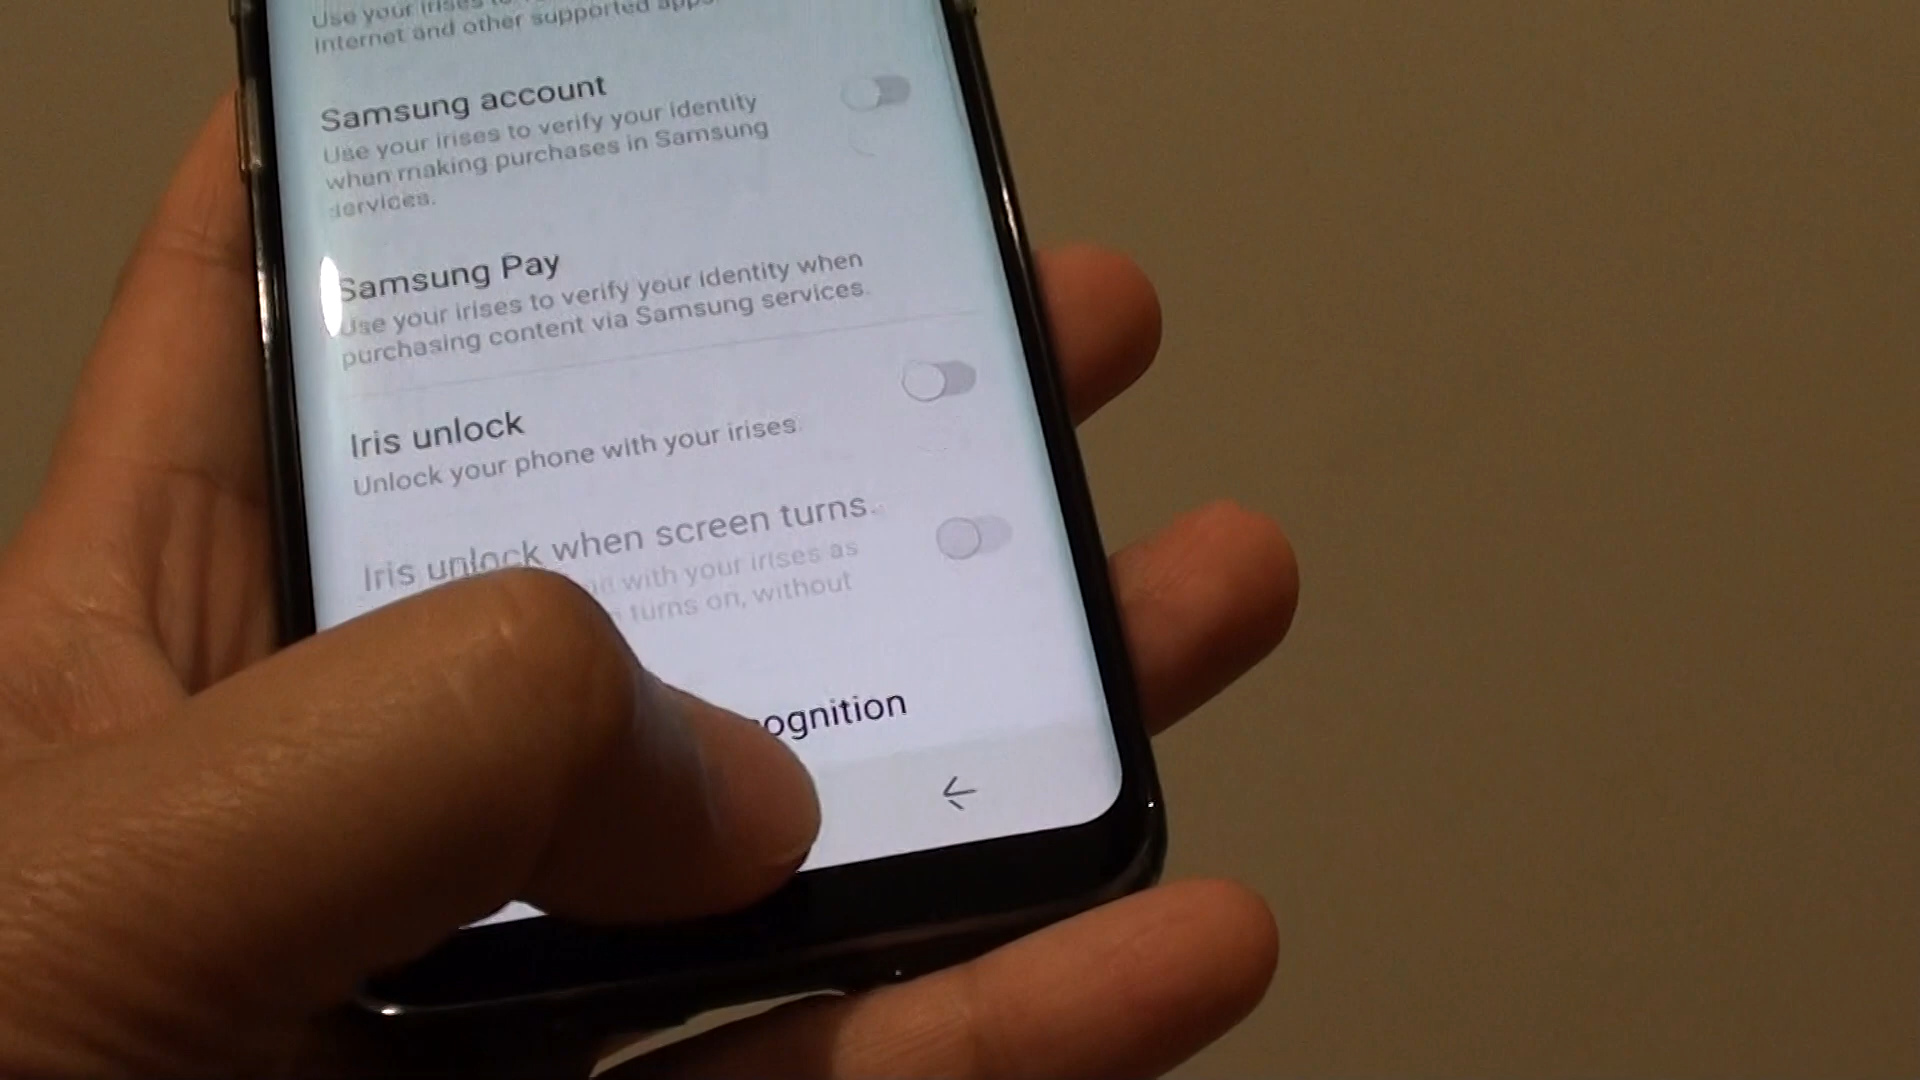 Use your irises to
Internet and other supported apps.
Samsung account
Use your irises to verify your identity
when making purchases in Samsung
services.
Samsung Pay
Use your irises to verify your identity when
purchasing content via Samsung services.
Iris unlock
Unlock your phone with your irises.
Iris unlock when screen turns..
with your irises as
turns on, without
ognition